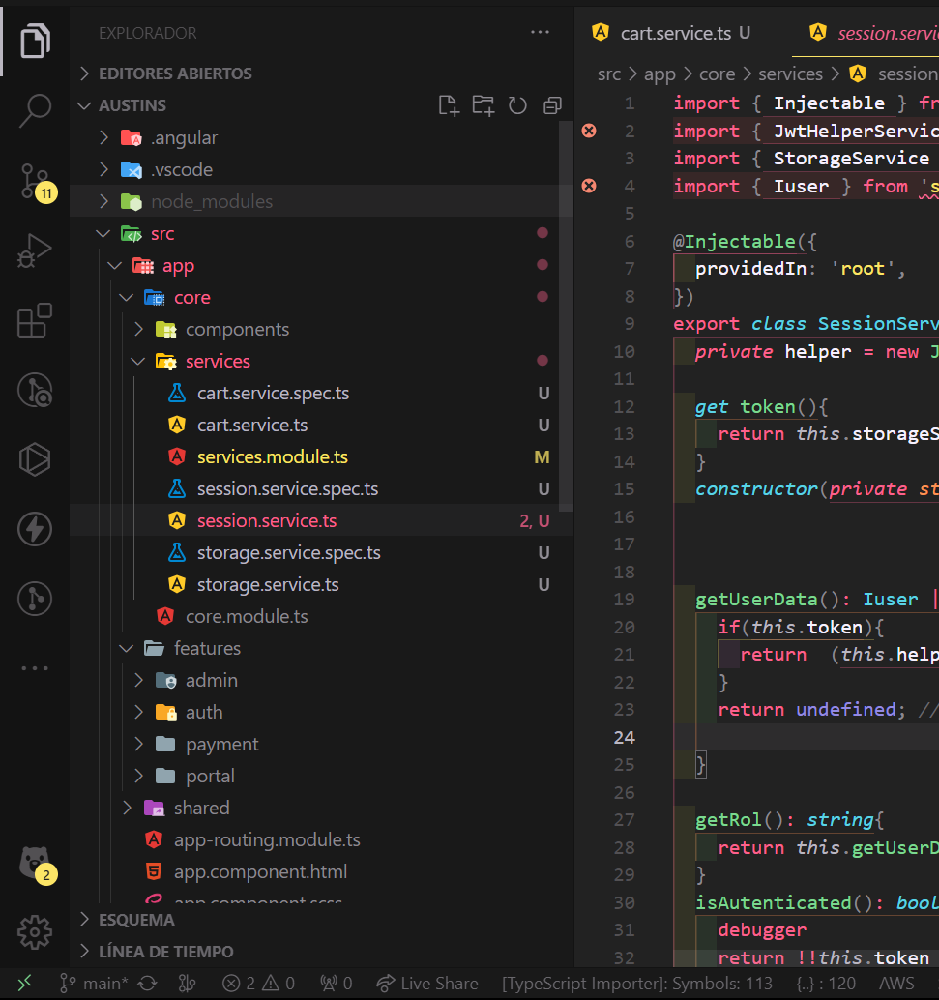 EXPLORADOR
EDITORES ABIERTOS
AUSTINS
.angular
.vscode
11
node_modules
src
app
core
components
services
cart.service.spec.ts U
cart.service.ts U
services.module.ts M
session.service.spec.ts U
session.service.ts 2, U
storage.service.spec.ts U
storage.service.ts U
core.module.ts
features
admin
auth
payment
portal
shared
app-routing.module.ts
app.component.html
app.component.scss
2
ESQUEMA
LÍNEA DE TIEMPO
cart.service.ts U session.servi
src > app > core > services > session
1 import { Injectable } fr
2 import { JwtHelperServic
3 import { StorageService
4 import { Iuser } from 's
5
6 @Injectable({
7 providedIn: 'root',
8 })
9 export class SessionServ
10 private helper = new J
11
12 get token(){
13 return this.storageS
14 }
15 constructor(private st
16
17
18
19 getUserData(): Iuser |
20 if(this.token){
21 return (this.help
22 }
23 return undefined; //
24
25 }
26
27 getRol(): string{
28 return this.getUserD
29 }
30 isAutenticated(): bool
31 debugger
32 return !!this.token
main* 2 0 0 Live Share [TypeScript Importer]: Symbols: 113 {..} : 120 AWS